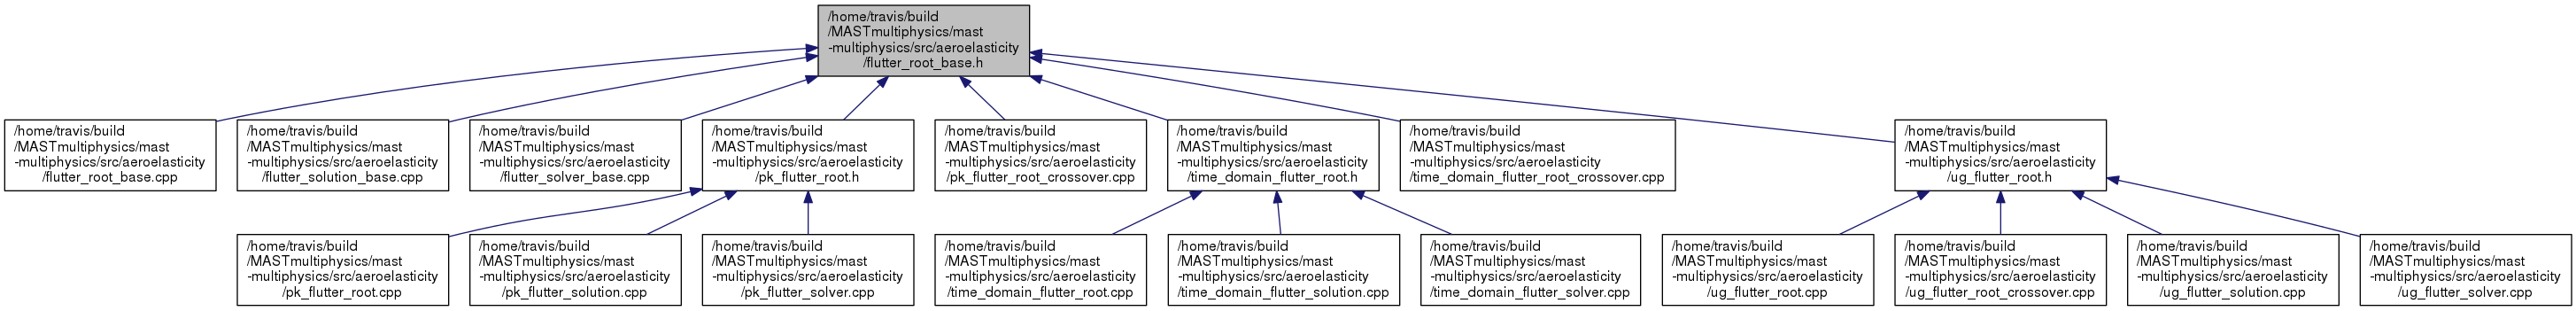 /home/travis/build
/MASTmultiphysics/mast
-multiphysics/src/aeroelasticity
/flutter_root_base.h
/home/travis/build
/MASTmultiphysics/mast
-multiphysics/src/aeroelasticity
/flutter_root_base.cpp
/home/travis/build
/MASTmultiphysics/mast
-multiphysics/src/aeroelasticity
/flutter_solution_base.cpp
/home/travis/build
/MASTmultiphysics/mast
-multiphysics/src/aeroelasticity
/flutter_solver_base.cpp
/home/travis/build
/MASTmultiphysics/mast
-multiphysics/src/aeroelasticity
/pk_flutter_root.h
/home/travis/build
/MASTmultiphysics/mast
-multiphysics/src/aeroelasticity
/pk_flutter_root_crossover.cpp
/home/travis/build
/MASTmultiphysics/mast
-multiphysics/src/aeroelasticity
/time_domain_flutter_root.h
/home/travis/build
/MASTmultiphysics/mast
-multiphysics/src/aeroelasticity
/time_domain_flutter_root_crossover.cpp
/home/travis/build
/MASTmultiphysics/mast
-multiphysics/src/aeroelasticity
/ug_flutter_root.h
/home/travis/build
/MASTmultiphysics/mast
-multiphysics/src/aeroelasticity
/pk_flutter_root.cpp
/home/travis/build
/MASTmultiphysics/mast
-multiphysics/src/aeroelasticity
/pk_flutter_solution.cpp
/home/travis/build
/MASTmultiphysics/mast
-multiphysics/src/aeroelasticity
/pk_flutter_solver.cpp
/home/travis/build
/MASTmultiphysics/mast
-multiphysics/src/aeroelasticity
/time_domain_flutter_root.cpp
/home/travis/build
/MASTmultiphysics/mast
-multiphysics/src/aeroelasticity
/time_domain_flutter_solution.cpp
/home/travis/build
/MASTmultiphysics/mast
-multiphysics/src/aeroelasticity
/time_domain_flutter_solver.cpp
/home/travis/build
/MASTmultiphysics/mast
-multiphysics/src/aeroelasticity
/ug_flutter_root.cpp
/home/travis/build
/MASTmultiphysics/mast
-multiphysics/src/aeroelasticity
/ug_flutter_root_crossover.cpp
/home/travis/build
/MASTmultiphysics/mast
-multiphysics/src/aeroelasticity
/ug_flutter_solution.cpp
/home/travis/build
/MASTmultiphysics/mast
-multiphysics/src/aeroelasticity
/ug_flutter_solver.cpp